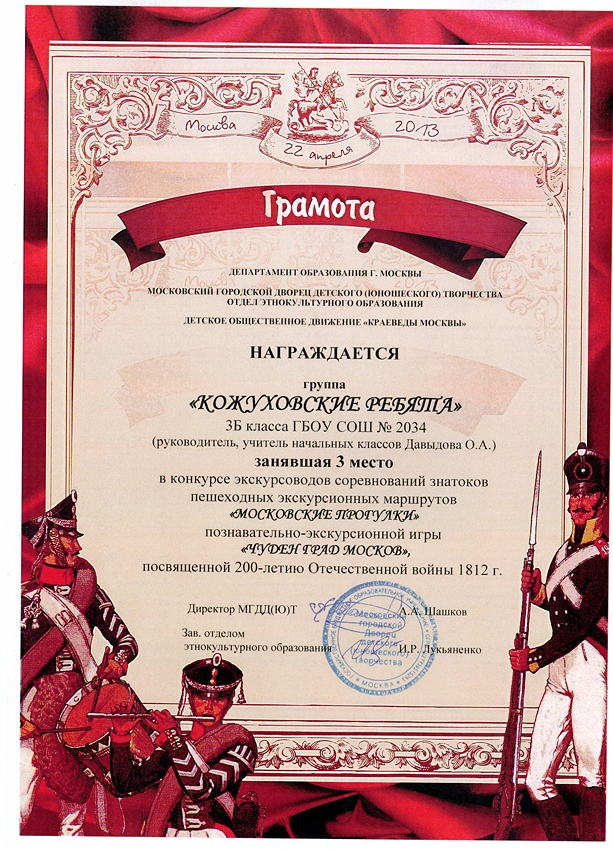 Москва 2013
22 апреля
Грамота
ДЕПАРТАМЕНТ ОБРАЗОВАНИЯ Г. МОСКВЫ
МОСКОВСКИЙ ГОРОДСКОЙ ДВОРЕЦ ДЕТСКОГО (ЮНОШЕСКОГО) ТВОРЧЕСТВА
ОТДЕЛ ЭТНОКУЛЬТУРНОГО ОБРАЗОВАНИЯ
ДЕТСКОЕ ОБЩЕСТВЕННОЕ ДВИЖЕНИЕ «КРАЕВЕДЫ МОСКВЫ»
НАГРАЖДАЕТСЯ
группа
«КОЖУХОВСКИЕ РЕБЯТА»
3Б класса ГБОУ СОШ № 2034
(руководитель, учитель начальных классов Давыдова О.А.)
занявшая 3 место
в конкурсе экскурсоводов соревнований знатоков
пешеходных экскурсионных маршрутов
«МОСКОВСКИЕ ПРОГУЛКИ»
познавательно-экскурсионной игры
«ЧУДЕН ГРАД МОСКОВ»,
посвященной 200-летию Отечественной войны 1812 г.
Директор МГДД(Ю)Т А.А. Шашков
Зав. отделом
этнокультурного образования И.Р. Лукьяненко
Московский
городской
Дворец
детского
(юношеского)
творчества
МОСКВА